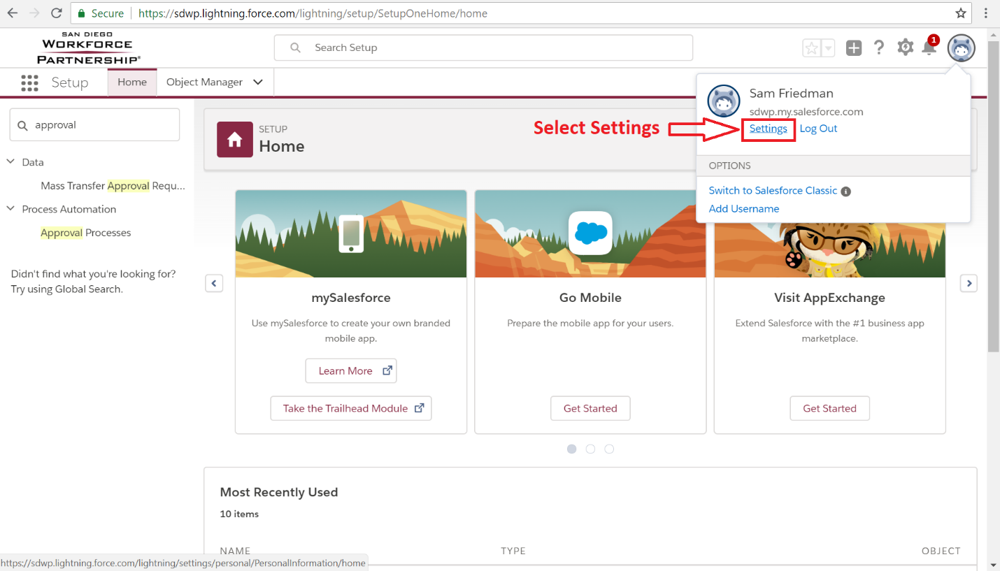 Secure
https://sdwp.lightning.force.com/lightning/setup/SetupOneHome/home
SAN DIEGO
WORKFORCE
PARTNERSHIP®
Search Setup
1
Setup
Home
Object Manager
Sam Friedman
sdwp.my.salesforce.com
Settings
Log Out
OPTIONS
Switch to Salesforce Classic
Add Username
approval
Data
Mass Transfer Approval Requ...
Process Automation
Approval Processes
Didn't find what you're looking for?
Try using Global Search.
SETUP
Home
Select Settings
mySalesforce
Use mySalesforce to create your own branded
mobile app.
Learn More
Take the Trailhead Module
Go Mobile
Prepare the mobile app for your users.
Get Started
Visit AppExchange
Extend Salesforce with the #1 business app
marketplace.
Get Started
Most Recently Used
10 items
NAME
TYPE
OBJECT
https://sdwp.lightning.force.com/lightning/settings/personal/PersonalInformation/home